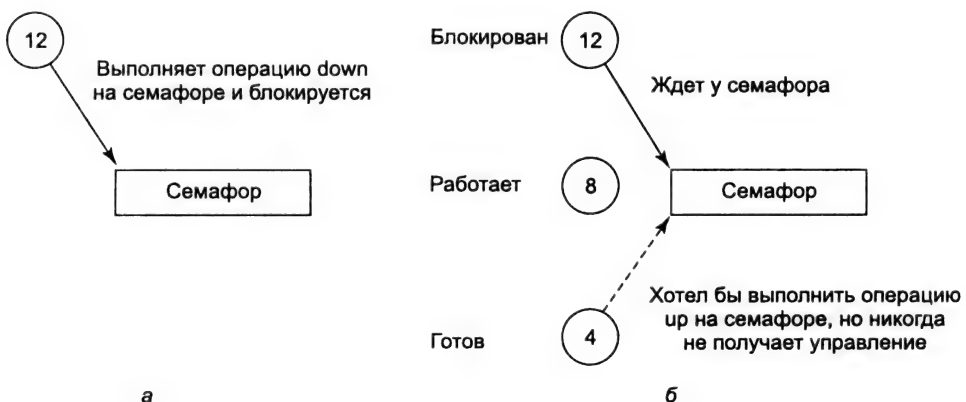 12
Выполняет операцию down
на семафоре и блокируется
Семафор
а
Блокирован
12
Ждет у семафора
Работает
8
Семафор
Хотел бы выполнить операцию
up на семафоре, но никогда
не получает управление
Готов
4
б